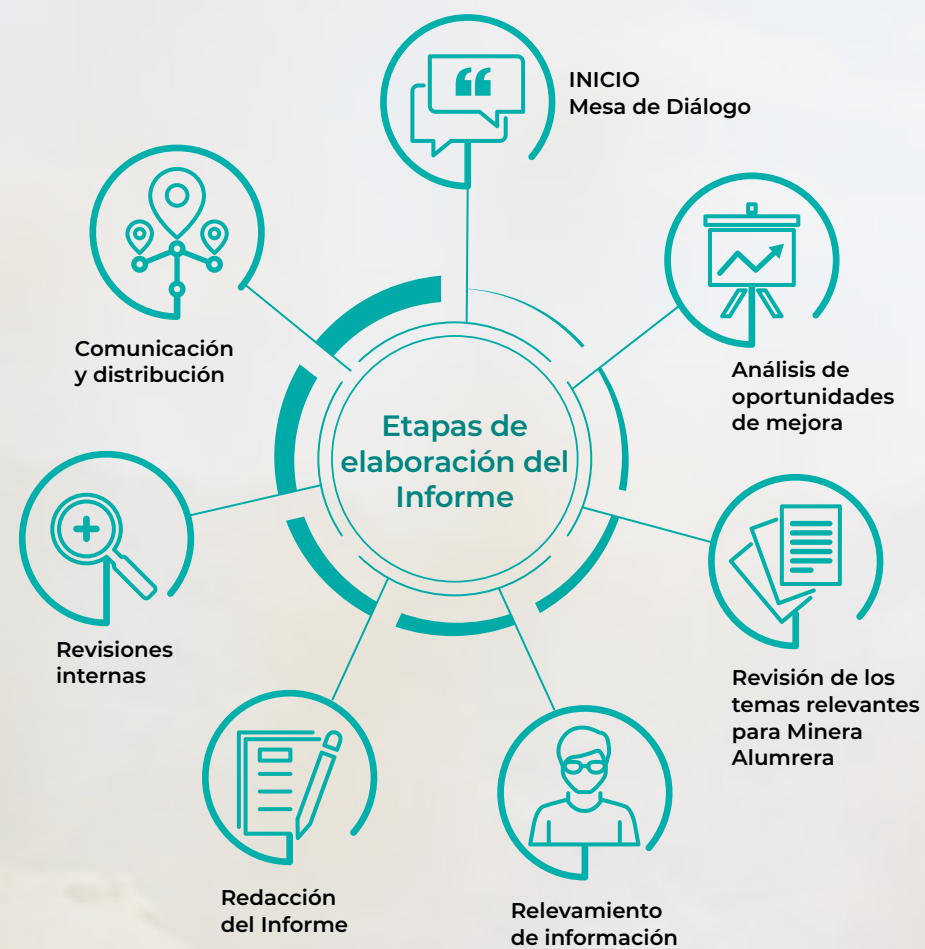 INICIO
Mesa de Diálogo
Análisis de
oportunidades
de mejora
Revisión de los
temas relevantes
para Minera
Alumrera
Relevamiento
de información
Redacción
del Informe
Revisiones
internas
Comunicación
y distribución
Etapas de
elaboración del
Informe